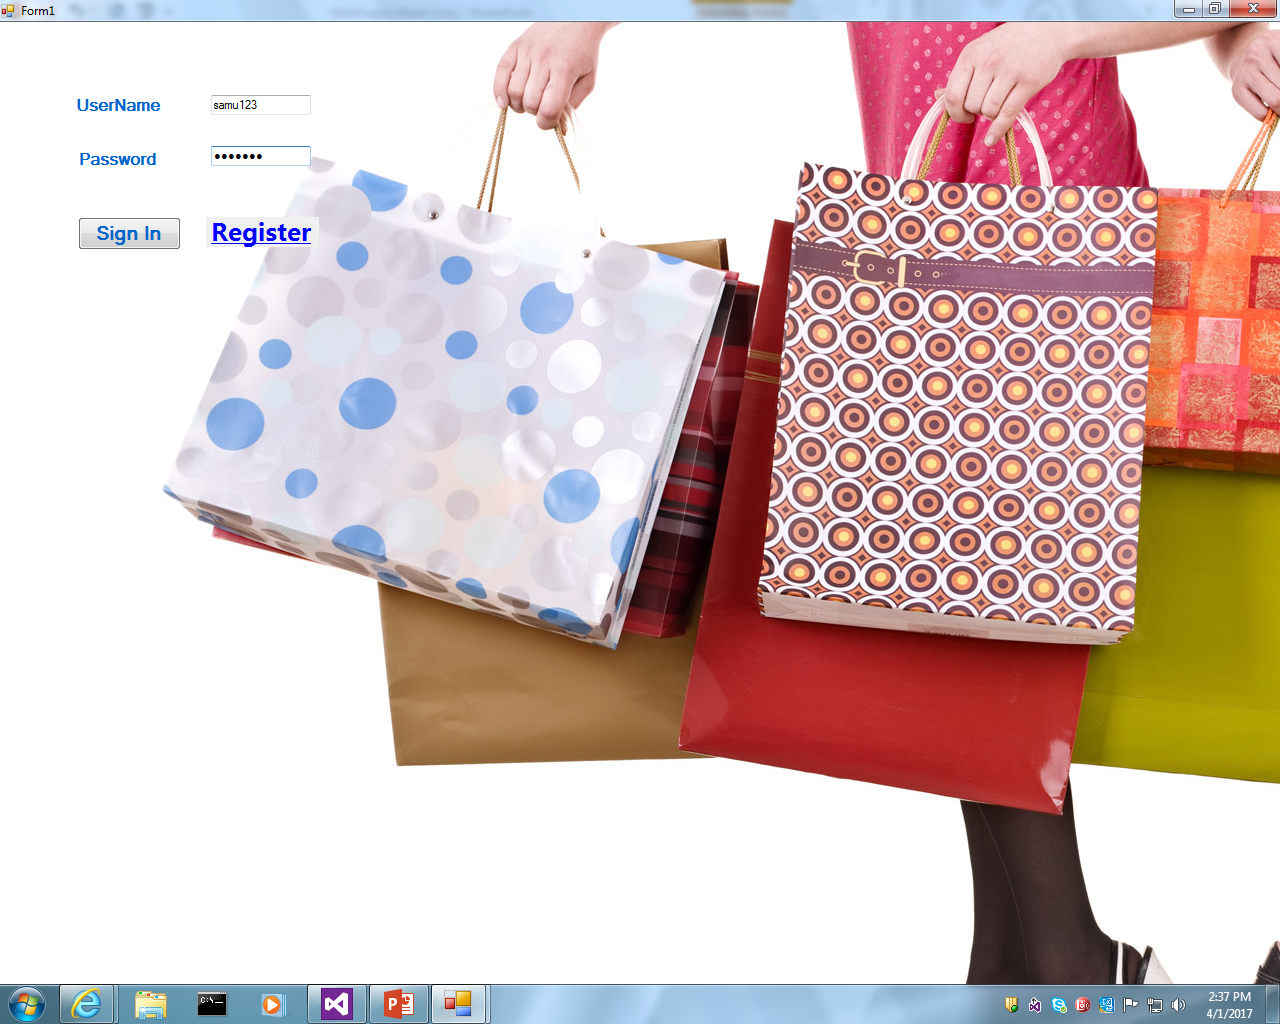 Form1
UserName
samu123
Password
•••••••
Sign In
Register
C:\
2:37 PM
4/1/2017